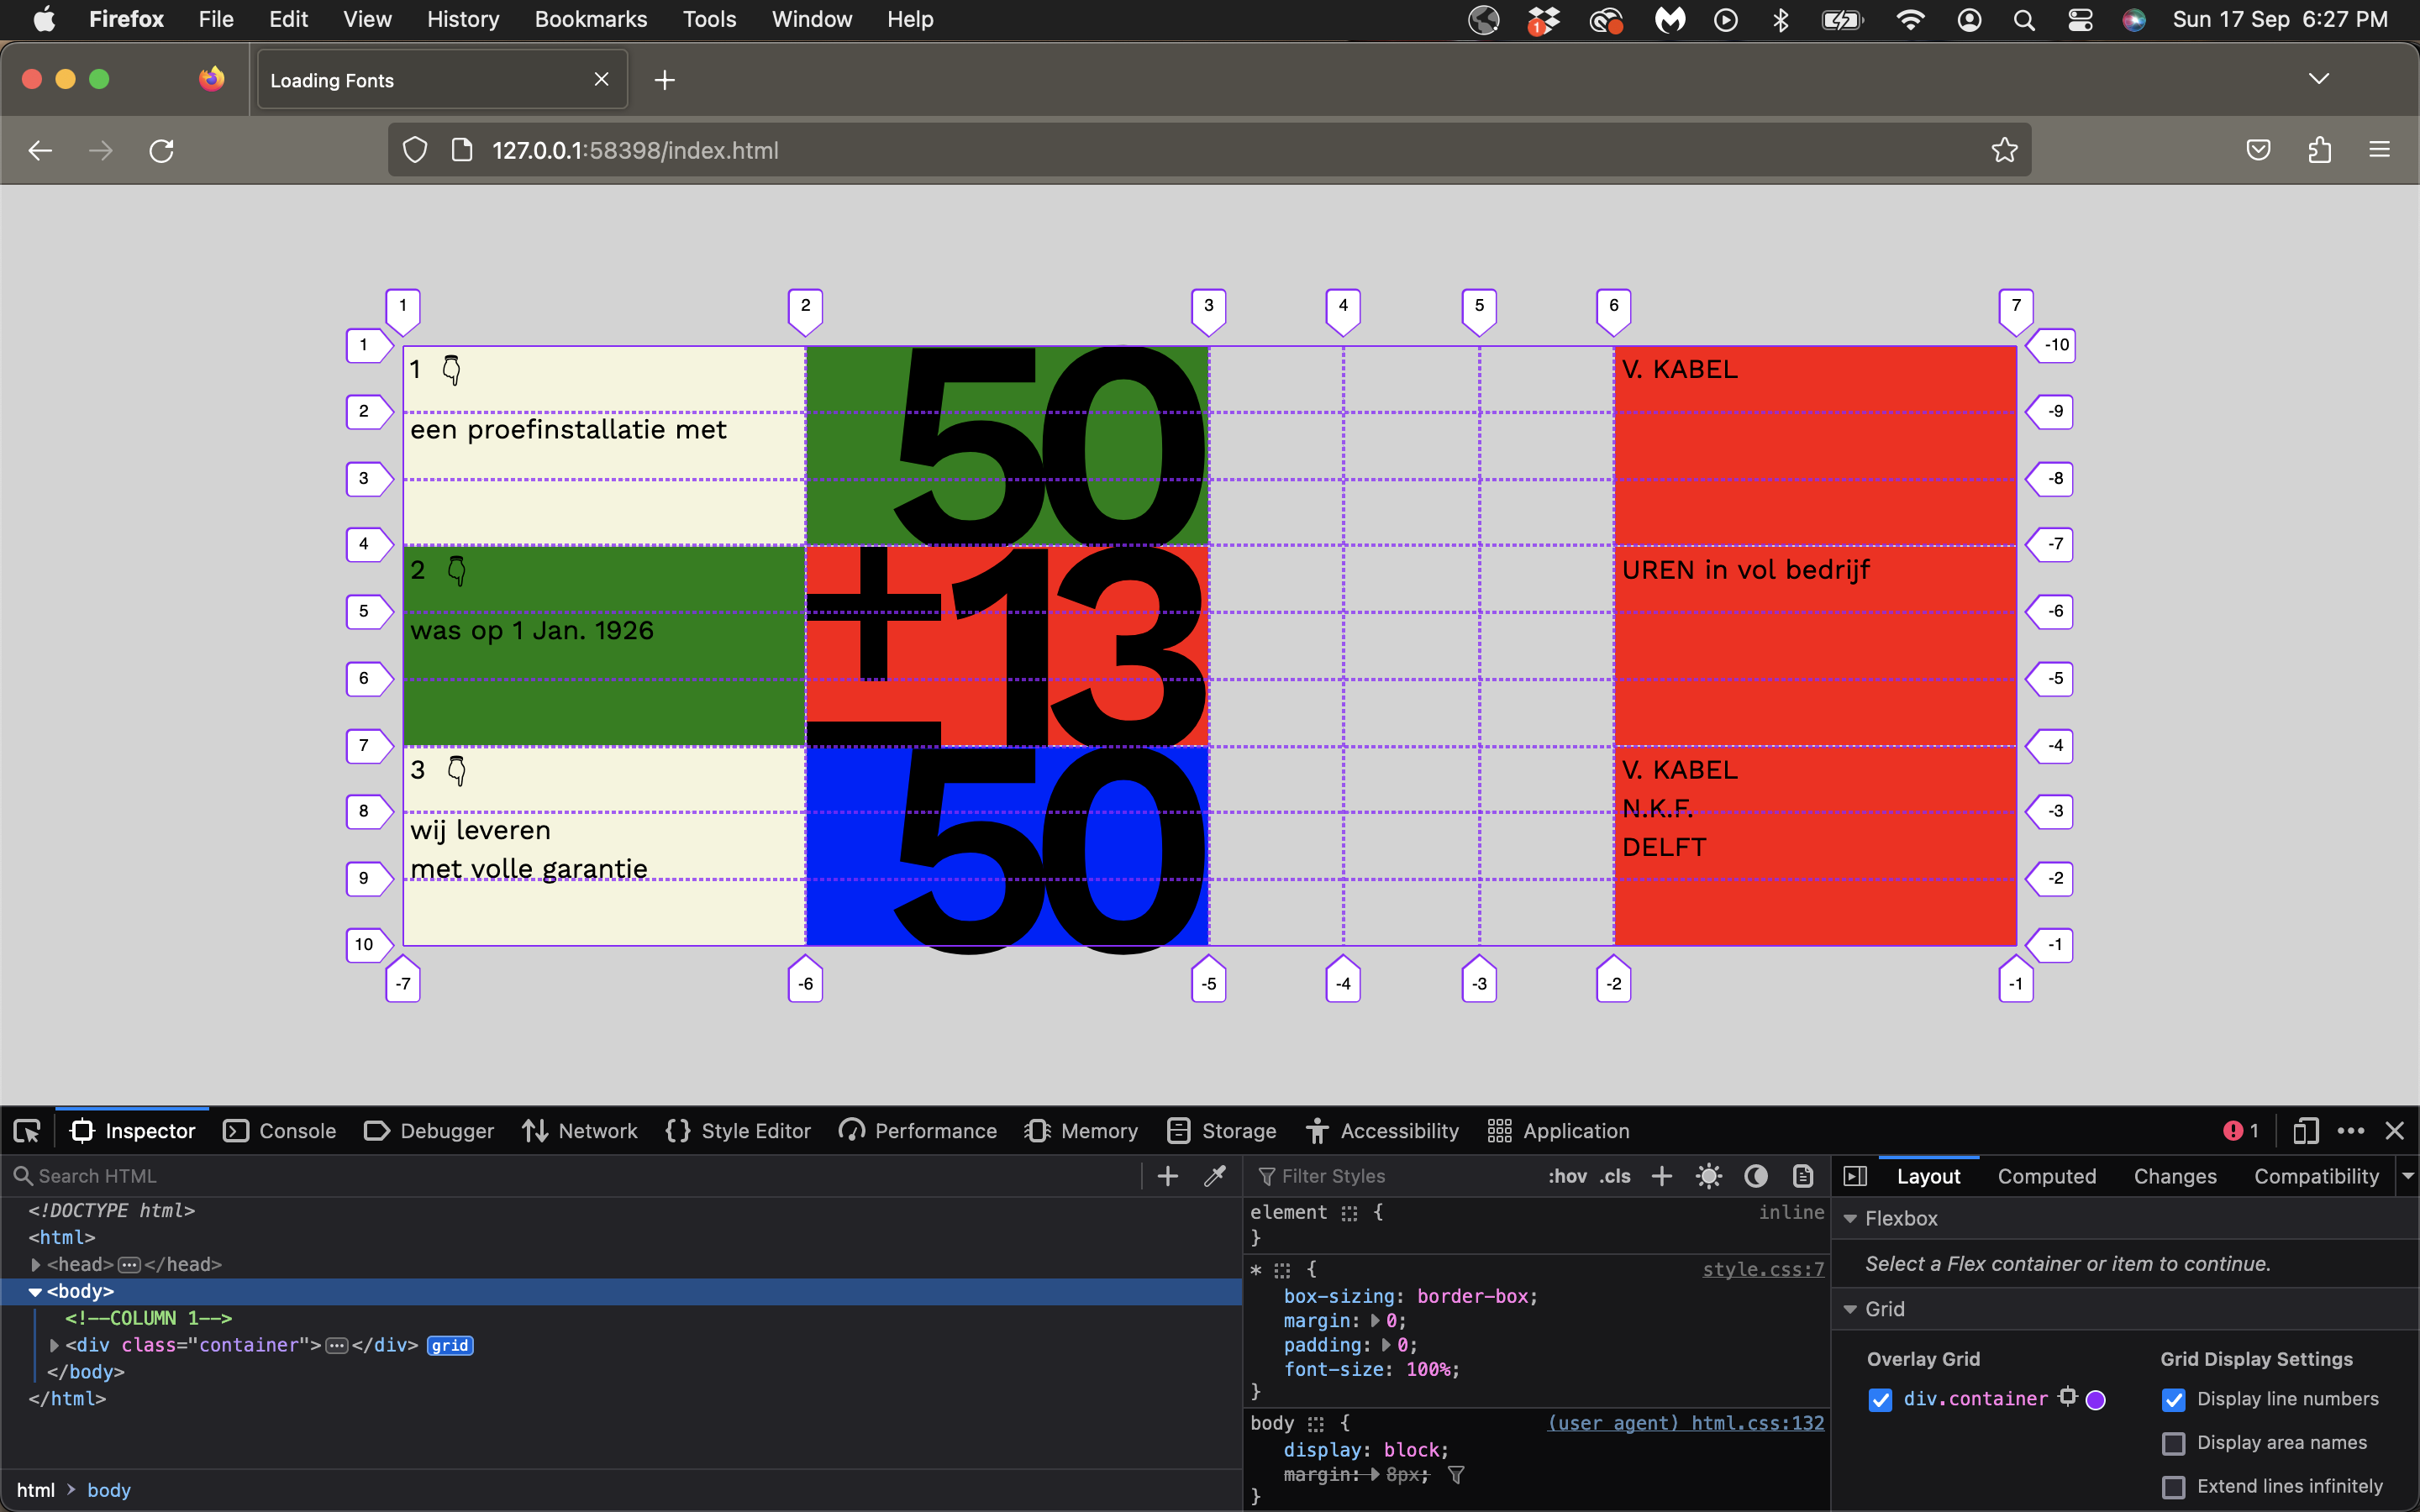 Firefox File Edit View History Bookmarks Tools Window Help
1
Sun 17 Sep 6:27 PM
Loading Fonts
127.0.0.1:58398/index.html
1 2 3 4 5 6 7
1 -10
1 👇 50 V. KABEL
2 -9
een proefinstallatie met
3 -8
4 -7
2 👇 ±13 UREN in vol bedrijf
5 -6
was op 1 Jan. 1926
6 -5
7 -4
3 👇 50 V. KABEL
8 N.K.F. -3
wij leveren DELFT
met volle garantie
9 -2
10 -1
-7 -6 -5 -4 -3 -2 -1
Inspector Console Debugger Network Style Editor Performance Memory Storage Accessibility Application 1
Search HTML
<!DOCTYPE html>
<html>
<head> ... </head>
<body>
<!--COLUMN 1-->
<div class="container"> ... </div> grid
</body>
</html>
html > body
Filter Styles :hov .cls
element { inline
}
* { style.css:7
box-sizing: border-box;
margin: 0;
padding: 0;
font-size: 100%;
}
body { (user agent) html.css:132
display: block;
margin: 8px;
}
Layout Computed Changes Compatibility
Flexbox
Select a Flex container or item to continue.
Grid
Overlay Grid
div.container
Grid Display Settings
Display line numbers
Display area names
Extend lines infinitely